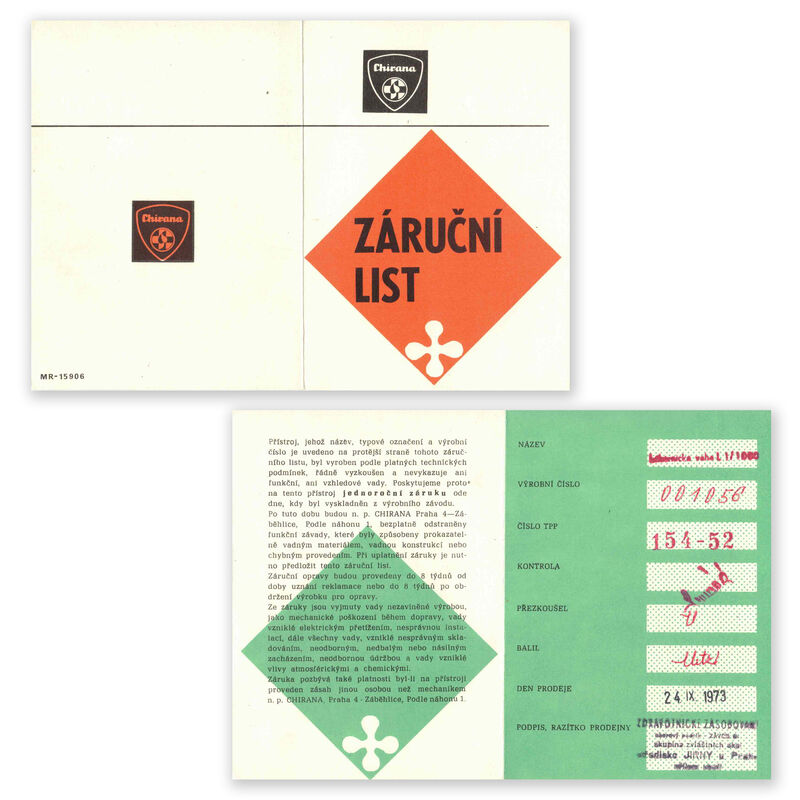 Chirana
ZÁRUČNÍ
LIST
Chirana
MR-15906
Přístroj, jehož název, typové označení a výrobní
číslo je uvedeno na protější straně tohoto záruč-
ního listu, byl vyroben podle platných technických
podmínek, řádně vyzkoušen a nevykazuje ani
funkční, ani vzhledové vady. Poskytujeme proto
na tento přístroj jednoroční záruku ode
dne, kdy byl vyskladněn z výrobního závodu.
Po tuto dobu budou n. p. CHIRANA Praha 4—Zá-
běhlice, Podle náhonu 1, bezplatně odstraněny
funkční závady, které byly způsobeny prokazatel-
ně vadným materiálem, vadnou konstrukcí nebo
chybným provedením. Při uplatnění záruky je nut-
no předložit tento záruční list.
Záruční opravy budou provedeny do 8 týdnů od
doby uznání reklamace nebo do 8 týdnů po ob-
držení výrobku pro opravy.
Ze záruky jsou vyjmuty vady nezaviněné výrobou,
jako mechanické poškození během dopravy, vady
vzniklé elektrickým přetížením, nesprávnou insta-
lací, dále všechny vady, vzniklé nesprávným skla-
dováním, neodborným, nedbalým nebo násilným
zacházením, neodbornou údržbou a vady vzniklé
vlivy atmosférickými a chemickými.
Záruka pozbývá také platnosti byl-li na přístroji
proveden zásah jinou osobou než mechanikem
n. p. CHIRANA, Praha 4 - Záběhlice, Podle náhonu 1.
NÁZEV
váha L 1/1000
VÝROBNÍ ČÍSLO
001056
ČÍSLO TPP
154-52
KONTROLA
PŘEZKOUŠEL
BALIL
DEN PRODEJE
24 IX. 1973
PODPIS, RAZÍTKO PRODEJNY
ZDRAVOTNICKÉ ZÁSOBOVÁNÍ
skupina zvláštních
středisko JIRNY u Prahy